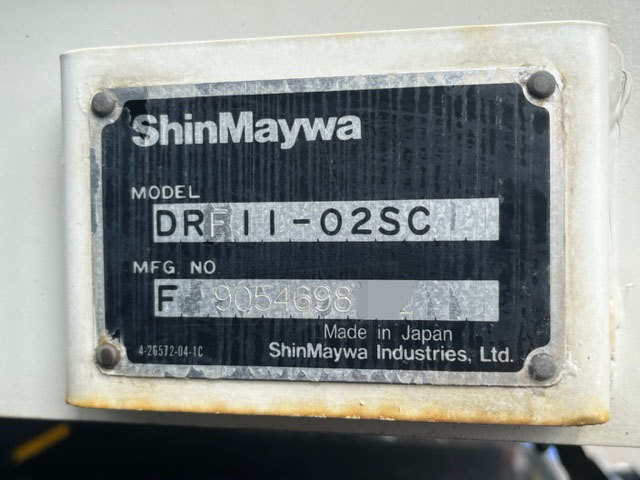 ShinMaywa
MODEL
DRF11-02SC
MFG. NO
F 9054698
Made in Japan
4-26572-04-1C
ShinMaywa Industries, Ltd.